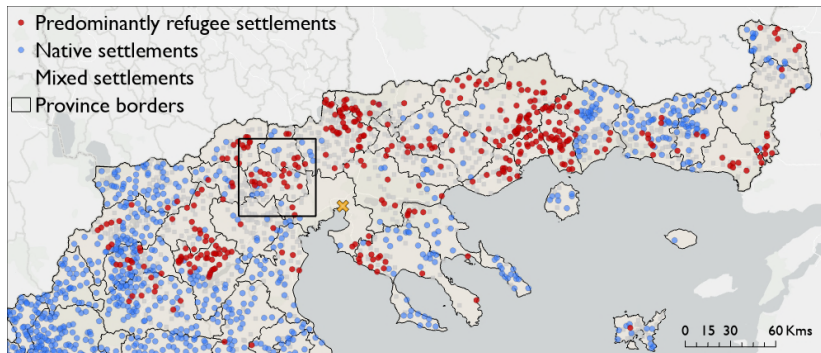 Predominantly refugee settlements
Native settlements
Mixed settlements
Province borders
0 15 30 60 Kms